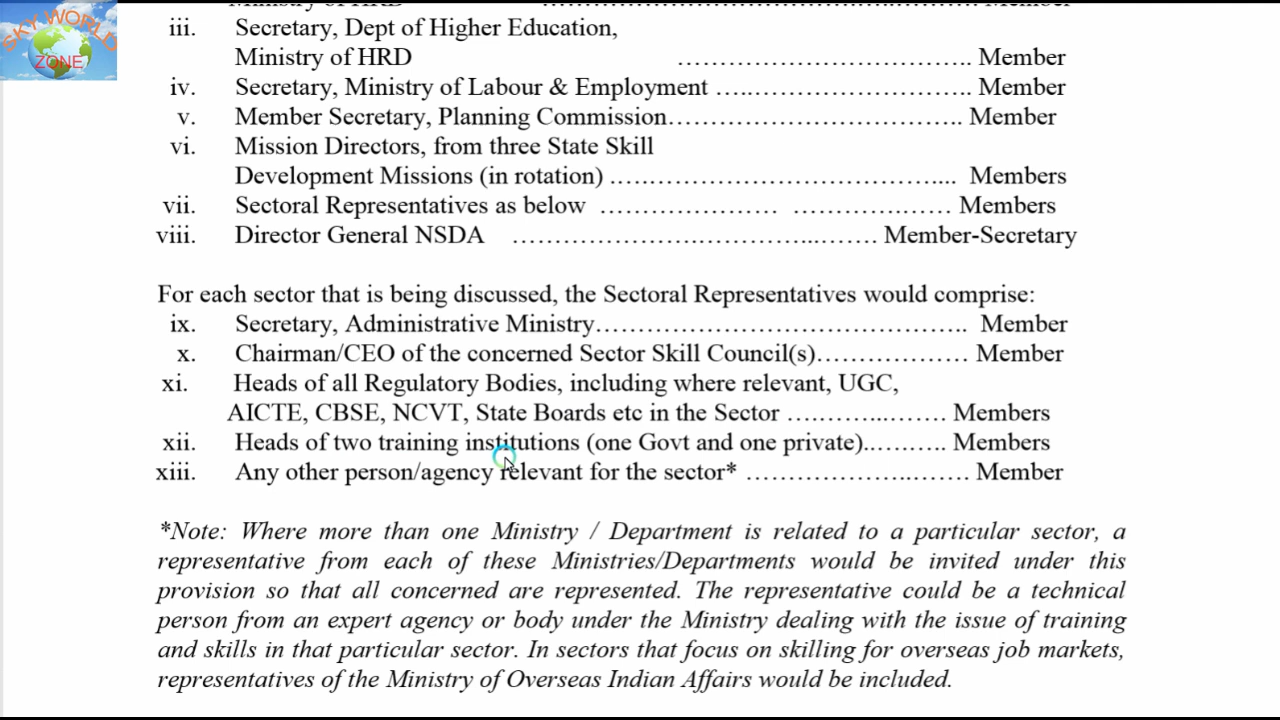 SKY WORLD
ZONE
Ministry of HRD ……………………………………………..………. Member
iii. Secretary, Dept of Higher Education,
Ministry of HRD ……………………………….. Member
iv. Secretary, Ministry of Labour & Employment …..…………………….. Member
v. Member Secretary, Planning Commission……………………………….. Member
vi. Mission Directors, from three State Skill
Development Missions (in rotation) ….………………………………... Members
vii. Sectoral Representatives as below ………………… ………….…… Members
viii. Director General NSDA ………………….…………...……. Member-Secretary
For each sector that is being discussed, the Sectoral Representatives would comprise:
ix. Secretary, Administrative Ministry……………………………………….. Member
x. Chairman/CEO of the concerned Sector Skill Council(s)……………… Member
xi. Heads of all Regulatory Bodies, including where relevant, UGC,
AICTE, CBSE, NCVT, State Boards etc in the Sector ….……...……. Members
xii. Heads of two training institutions (one Govt and one private)..………. Members
xiii. Any other person/agency relevant for the sector* ………………..……. Member
*Note: Where more than one Ministry / Department is related to a particular sector, a
representative from each of these Ministries/Departments would be invited under this
provision so that all concerned are represented. The representative could be a technical
person from an expert agency or body under the Ministry dealing with the issue of training
and skills in that particular sector. In sectors that focus on skilling for overseas job markets,
representatives of the Ministry of Overseas Indian Affairs would be included.